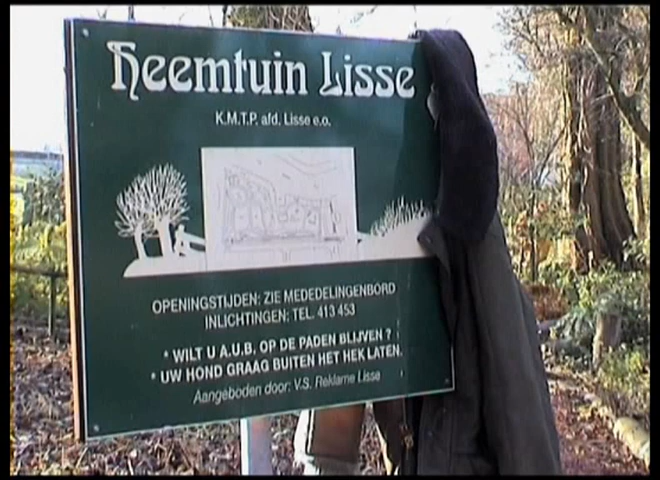 Heemtuin Lisse
K.M.T.P. afd. Lisse e.o.
OPENINGSTIJDEN: ZIE MEDEDELINGENBORD
INLICHTINGEN: TEL. 413 453
* WILT U A.U.B. OP DE PADEN BLIJVEN ?
* UW HOND GRAAG BUITEN HET HEK LATEN.
Aangeboden door: V.S. Reklame Lisse